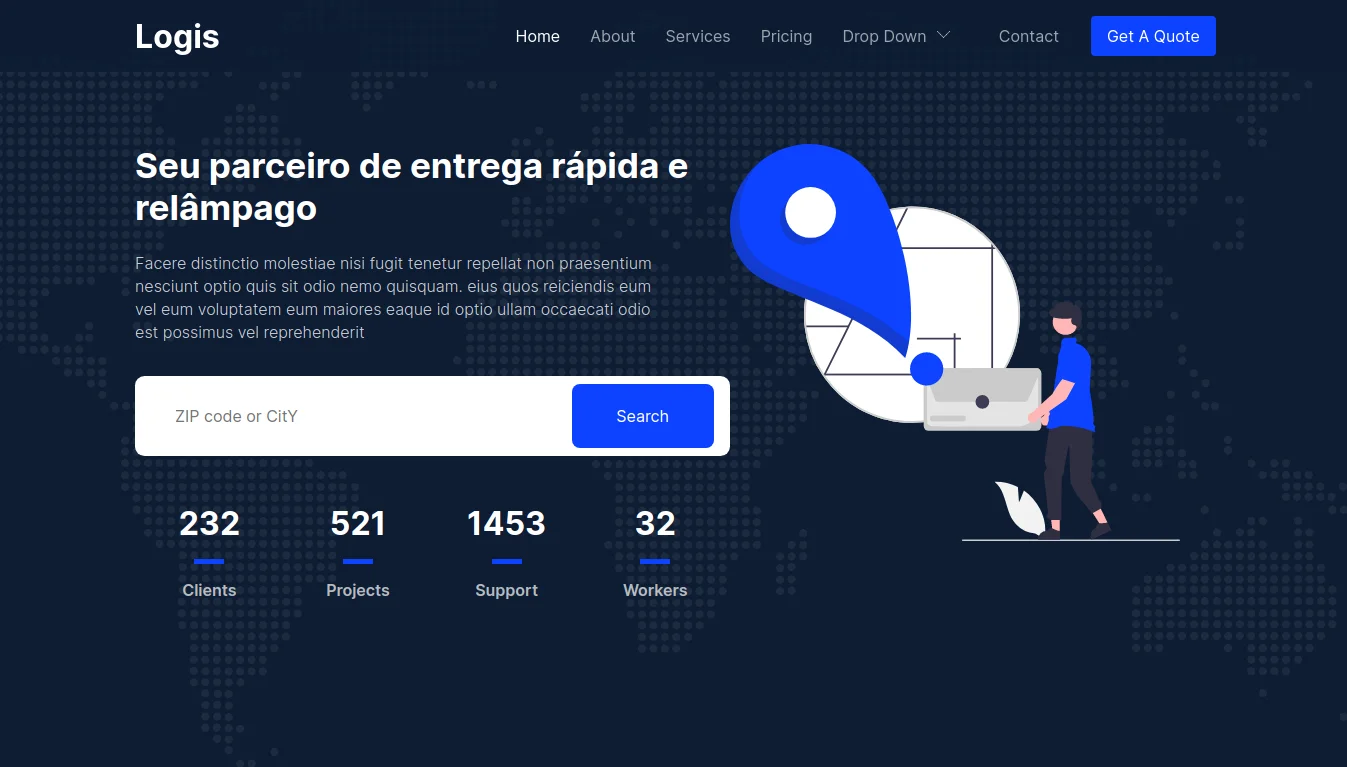 Logis
Home About Services Pricing Drop Down Contact Get A Quote
Seu parceiro de entrega rápida e
relâmpago
Facere distinctio molestiae nisi fugit tenetur repellat non praesentium
nesciunt optio quis sit odio nemo quisquam. eius quos reiciendis eum
vel eum voluptatem eum maiores eaque id optio ullam occaecati odio
est possimus vel reprehenderit
ZIP code or CitY
Search
232 521 1453 32
Clients Projects Support Workers